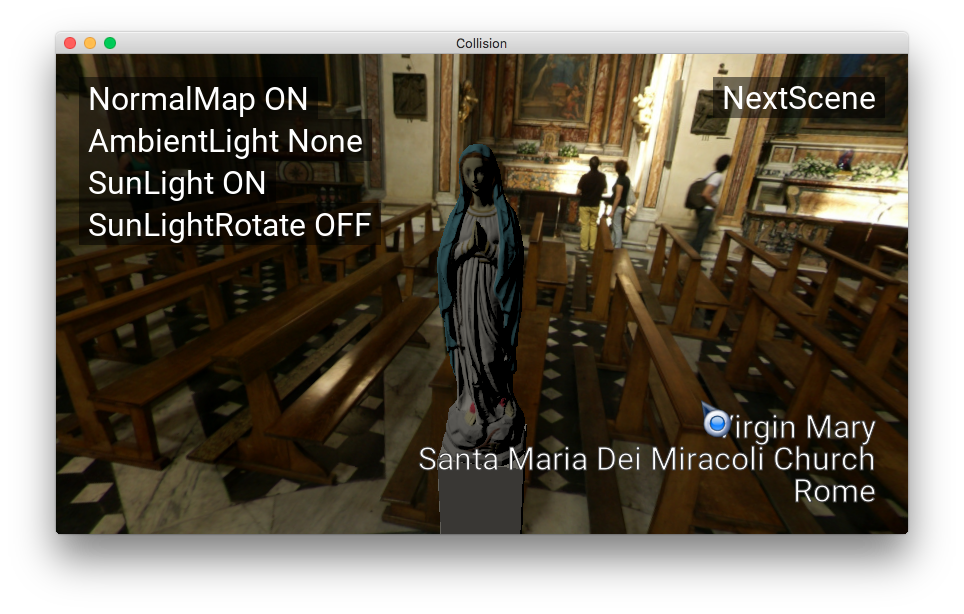 Collision
NormalMap ON
NextScene
AmbientLight None
SunLight ON
SunLightRotate OFF
Virgin Mary
Santa Maria Dei Miracoli Church
Rome